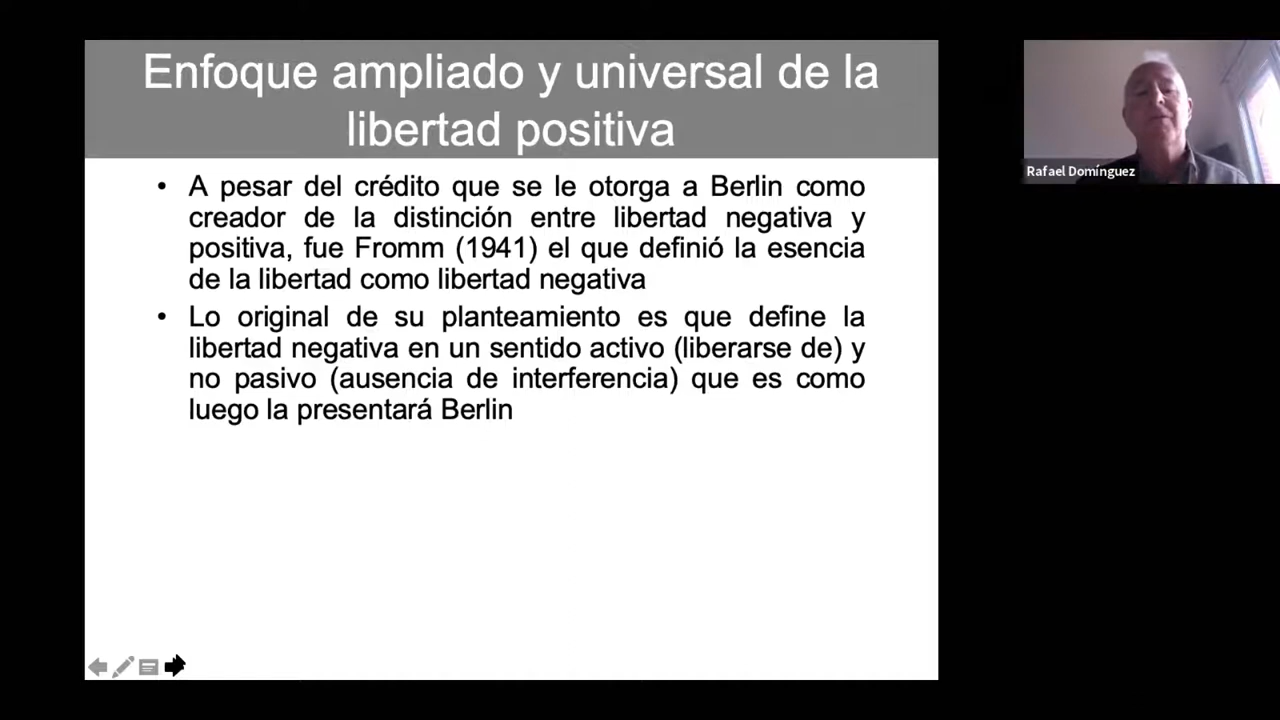 Enfoque ampliado y universal de la
libertad positiva
• A pesar del crédito que se le otorga a Berlin como
creador de la distinción entre libertad negativa y
positiva, fue Fromm (1941) el que definió la esencia
de la libertad como libertad negativa
• Lo original de su planteamiento es que define la
libertad negativa en un sentido activo (liberarse de) y
no pasivo (ausencia de interferencia) que es como
luego la presentará Berlin
Rafael Domínguez